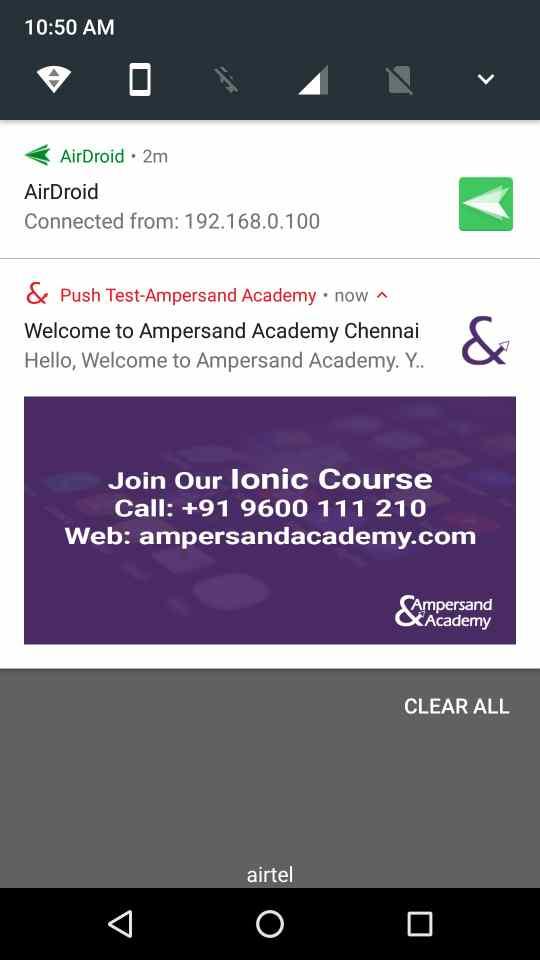 10:50 AM
AirDroid • 2m
AirDroid
Connected from: 192.168.0.100
& Push Test-Ampersand Academy • now
Welcome to Ampersand Academy Chennai
Hello, Welcome to Ampersand Academy. Y..
&
Join Our Ionic Course
Call: +91 9600 111 210
Web: ampersandacademy.com
&Ampersand
Academy
CLEAR ALL
airtel